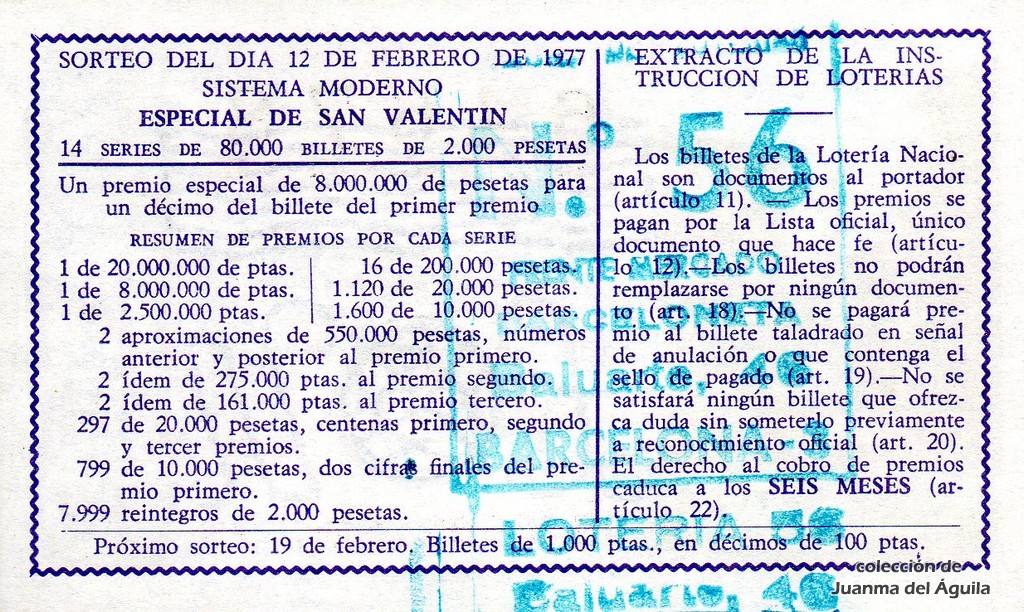 SORTEO DEL DIA 12 DE FEBRERO DE 1977
SISTEMA MODERNO
ESPECIAL DE SAN VALENTIN
14 SERIES DE 80.000 BILLETES DE 2.000 PESETAS
Un premio especial de 8.000.000 de pesetas para
un décimo del billete del primer premio
RESUMEN DE PREMIOS POR CADA SERIE
1 de 20.000.000 de ptas.
1 de 8.000.000 de ptas.
1 de 2.500.000 ptas.
16 de 200.000 pesetas.
1.120 de 20.000 pesetas.
1.600 de 10.000 pesetas.
2 aproximaciones de 550.000 pesetas, números
anterior y posterior al premio primero.
2 ídem de 275.000 ptas. al premio segundo.
2 ídem de 161.000 ptas. al premio tercero.
297 de 20.000 pesetas, centenas primero, segundo
y tercer premios.
799 de 10.000 pesetas, dos cifras finales del pre-
mio primero.
7.999 reintegros de 2.000 pesetas.
EXTRACTO DE LA INS-
TRUCCION DE LOTERIAS
Los billetes de la Lotería Nacio-
nal son documentos al portador
(artículo 11). — Los premios se
pagan por la Lista oficial, único
documento que hace fe (artícu-
lo 12).—Los billetes no podrán
remplazarse por ningún documen-
to (art. 18).—No se pagará pre-
mio al billete taladrado en señal
de anulación o que contenga el
sello de pagado (art. 19).—No se
satisfará ningún billete que ofrez-
ca duda sin someterlo previamente
a reconocimiento oficial (art. 20).
El derecho al cobro de premios
caduca a los SEIS MESES (ar-
tículo 22).
Próximo sorteo: 19 de febrero. Billetes de 1.000 ptas., en décimos de 100 ptas.
N.º 56
MERCADO
BARCELONETA
Baluarte, 46
BARCELONA-3
LOTERIA 56
Baluarte, 46
colección de
Juanma del Águila